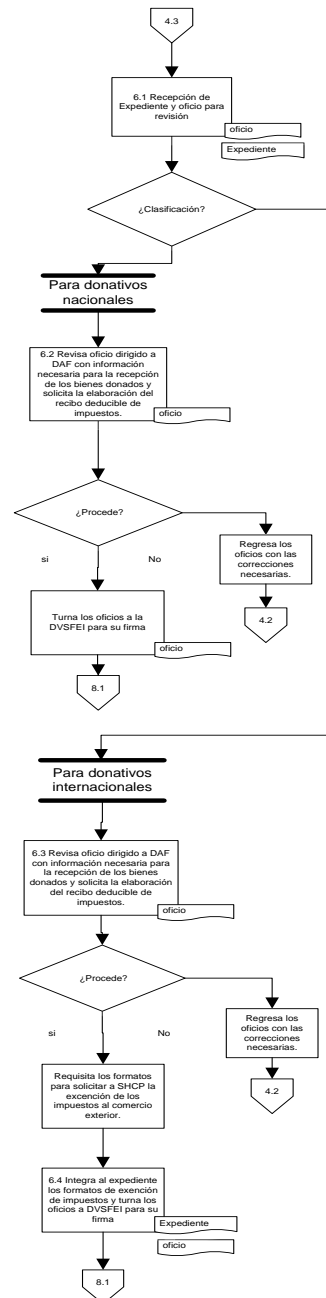 4.3
6.1 Recepción de
Expediente y oficio para
revisión
oficio
Expediente
¿Clasificación?
Para donativos
nacionales
6.2 Revisa oficio dirigido a
DAF con información
necesaria para la recepción
de los bienes donados y
solicita la elaboración del
recibo deducible de
impuestos.
oficio
¿Procede?
si
No
Regresa los
oficios con las
correcciones
necesarias.
4.2
Turna los oficios a la
DVSFEI para su firma
oficio
8.1
Para donativos
internacionales
6.3 Revisa oficio dirigido a DAF
con información necesaria para
la recepción de los bienes
donados y solicita la elaboración
del recibo deducible de
impuestos.
oficio
¿Procede?
si
No
Regresa los
oficios con las
correcciones
necesarias.
4.2
Requisita los formatos
para solicitar a SHCP la
excención de los
impuestos al comercio
exterior.
6.4 Integra al expediente
los formatos de exención
de impuestos y turna los
oficios a DVSFEI para su
firma
Expediente
oficio
8.1